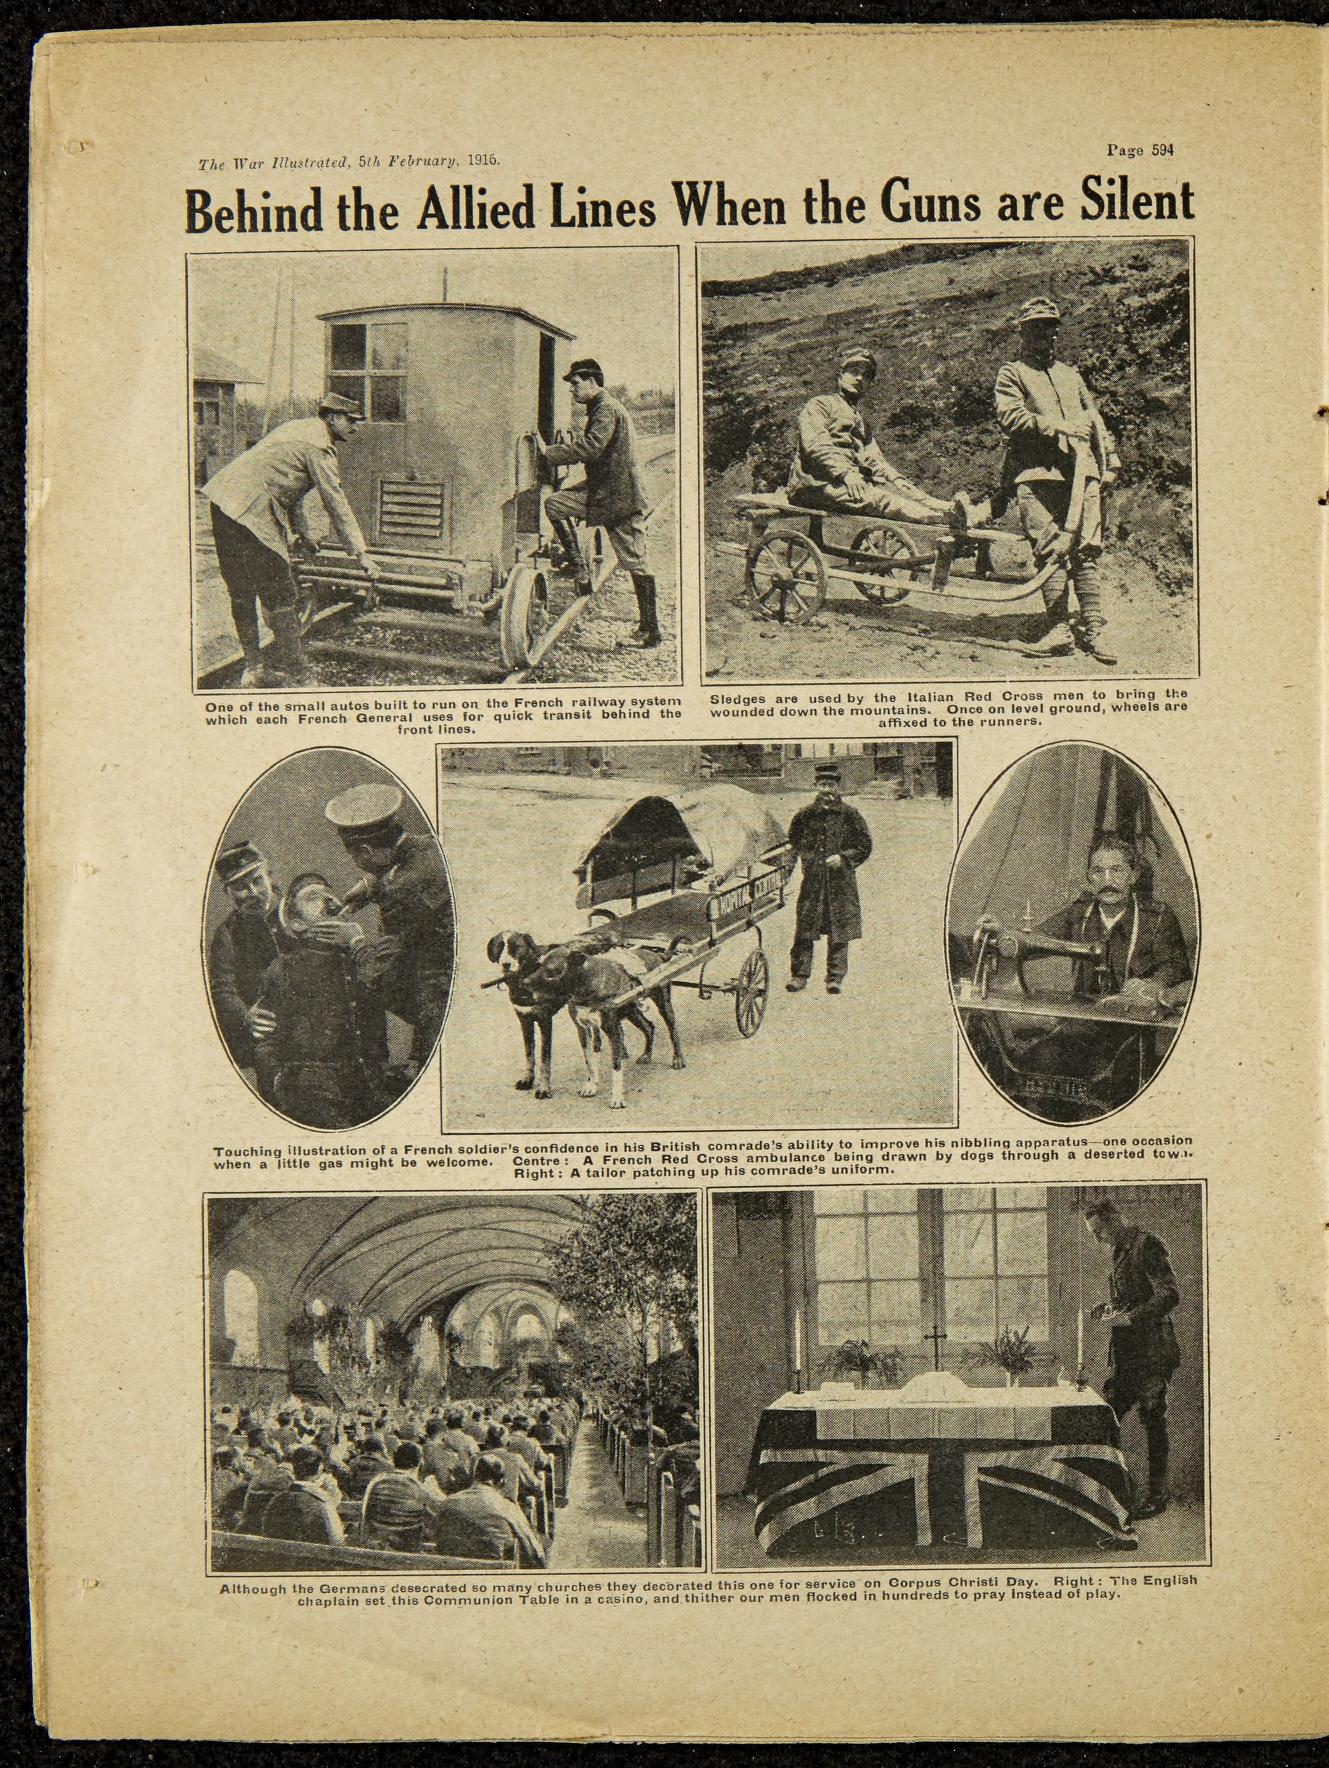 The War Illustrated, 5th February, 1916.
Page 594
Behind the Allied Lines When the Guns are Silent
One of the small autos built to run on the French railway system
which each French General uses for quick transit behind the
front lines.
Sledges are used by the Italian Red Cross men to bring the
wounded down the mountains. Once on level ground, wheels are
affixed to the runners.
HOPITAL CENTRAL
Touching illustration of a French soldier's confidence in his British comrade's ability to improve his nibbling apparatus—one occasion
when a little gas might be welcome. Centre: A French Red Cross ambulance being drawn by dogs through a deserted town.
Right: A tailor patching up his comrade's uniform.
Although the Germans desecrated so many churches they decorated this one for service on Corpus Christi Day. Right: The English
chaplain set this Communion Table in a casino, and thither our men flocked in hundreds to pray instead of play.